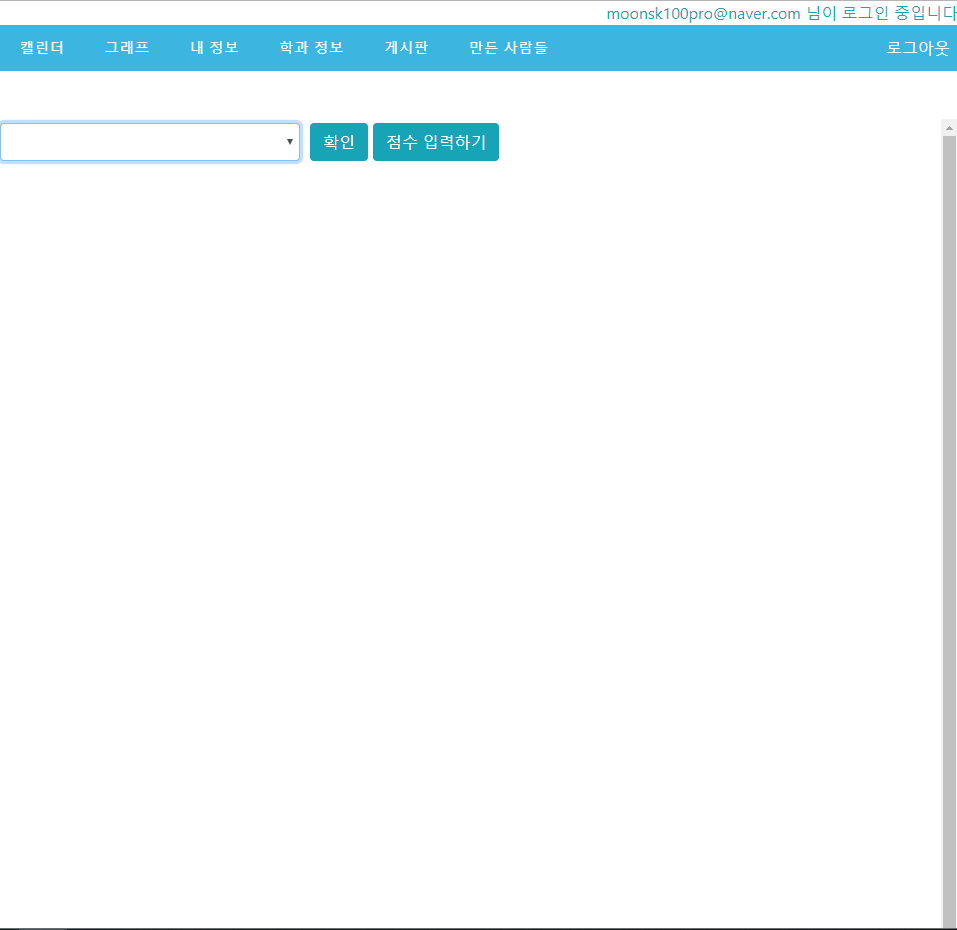 moonsk100pro@naver.com 님이 로그인 중입니다
캘린더 그래프 내 정보 학과 정보 게시판 만든 사람들 로그아웃
확인 점수 입력하기